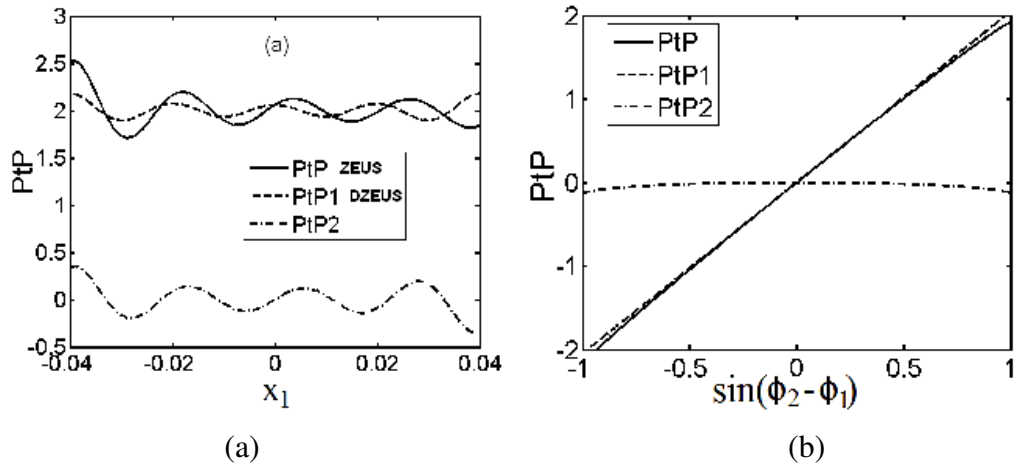 3
2.5
2
1.5
1
0.5
0
-0.5
PtP
(a)
PtP ZEUS
PtP1 DZEUS
PtP2
-0.04 -0.02 0 0.02 0.04
x₁
(a)
2
1
0
-1
-2
PtP
PtP
PtP1
PtP2
-1 -0.5 0 0.5 1
sin(ϕ₂-ϕ₁)
(b)